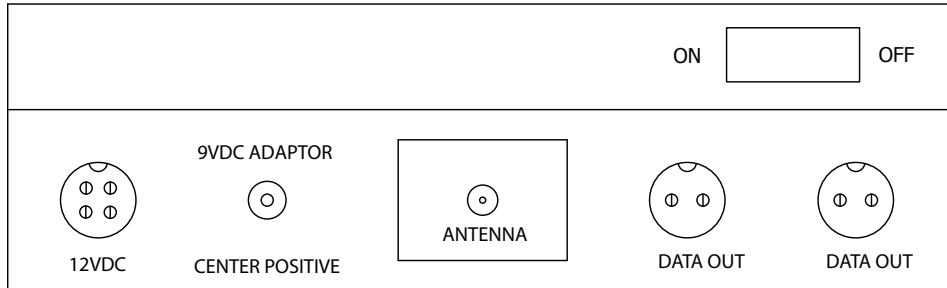 ON
OFF
9VDC ADAPTOR
12VDC
CENTER POSITIVE
ANTENNA
DATA OUT
DATA OUT